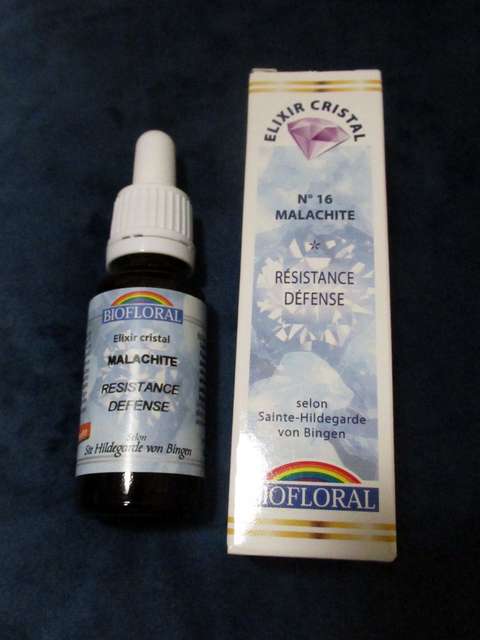 BIOFLORAL
Elixir cristal
MALACHITE
RESISTANCE
DEFENSE
Selon
Ste Hildegarde von Bingen
ELIXIR CRISTAL
N° 16
MALACHITE
*
RÉSISTANCE
DÉFENSE
selon
Sainte-Hildegarde
von Bingen
BIOFLORAL